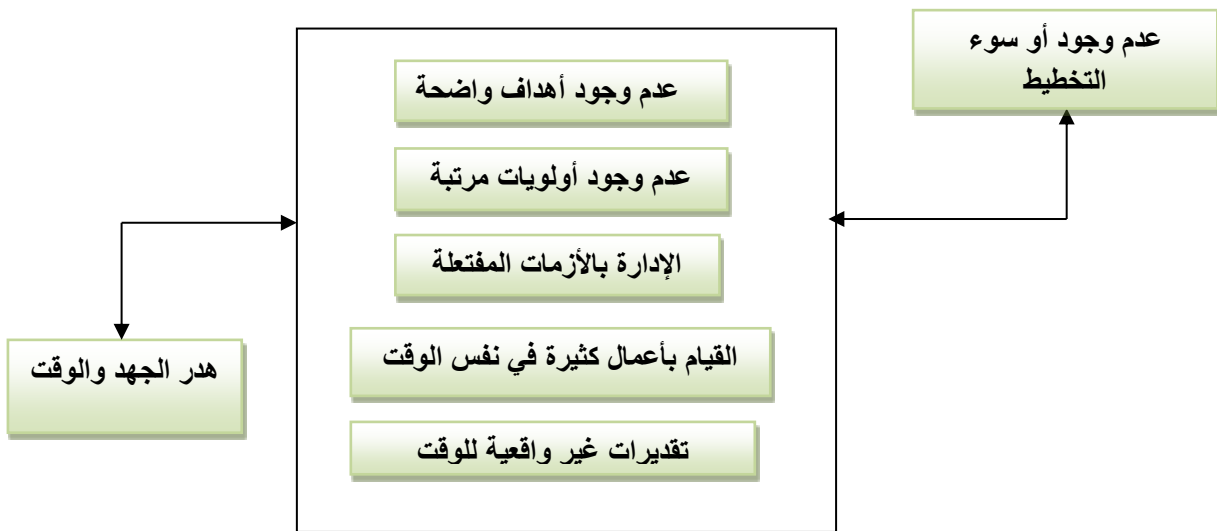 عدم وجود أو سوء
التخطيط
عدم وجود أهداف واضحة
عدم وجود أولويات مرتبة
الإدارة بالأزمات المفتعلة
القيام بأعمال كثيرة في نفس الوقت
تقديرات غير واقعية للوقت
هدر الجهد والوقت